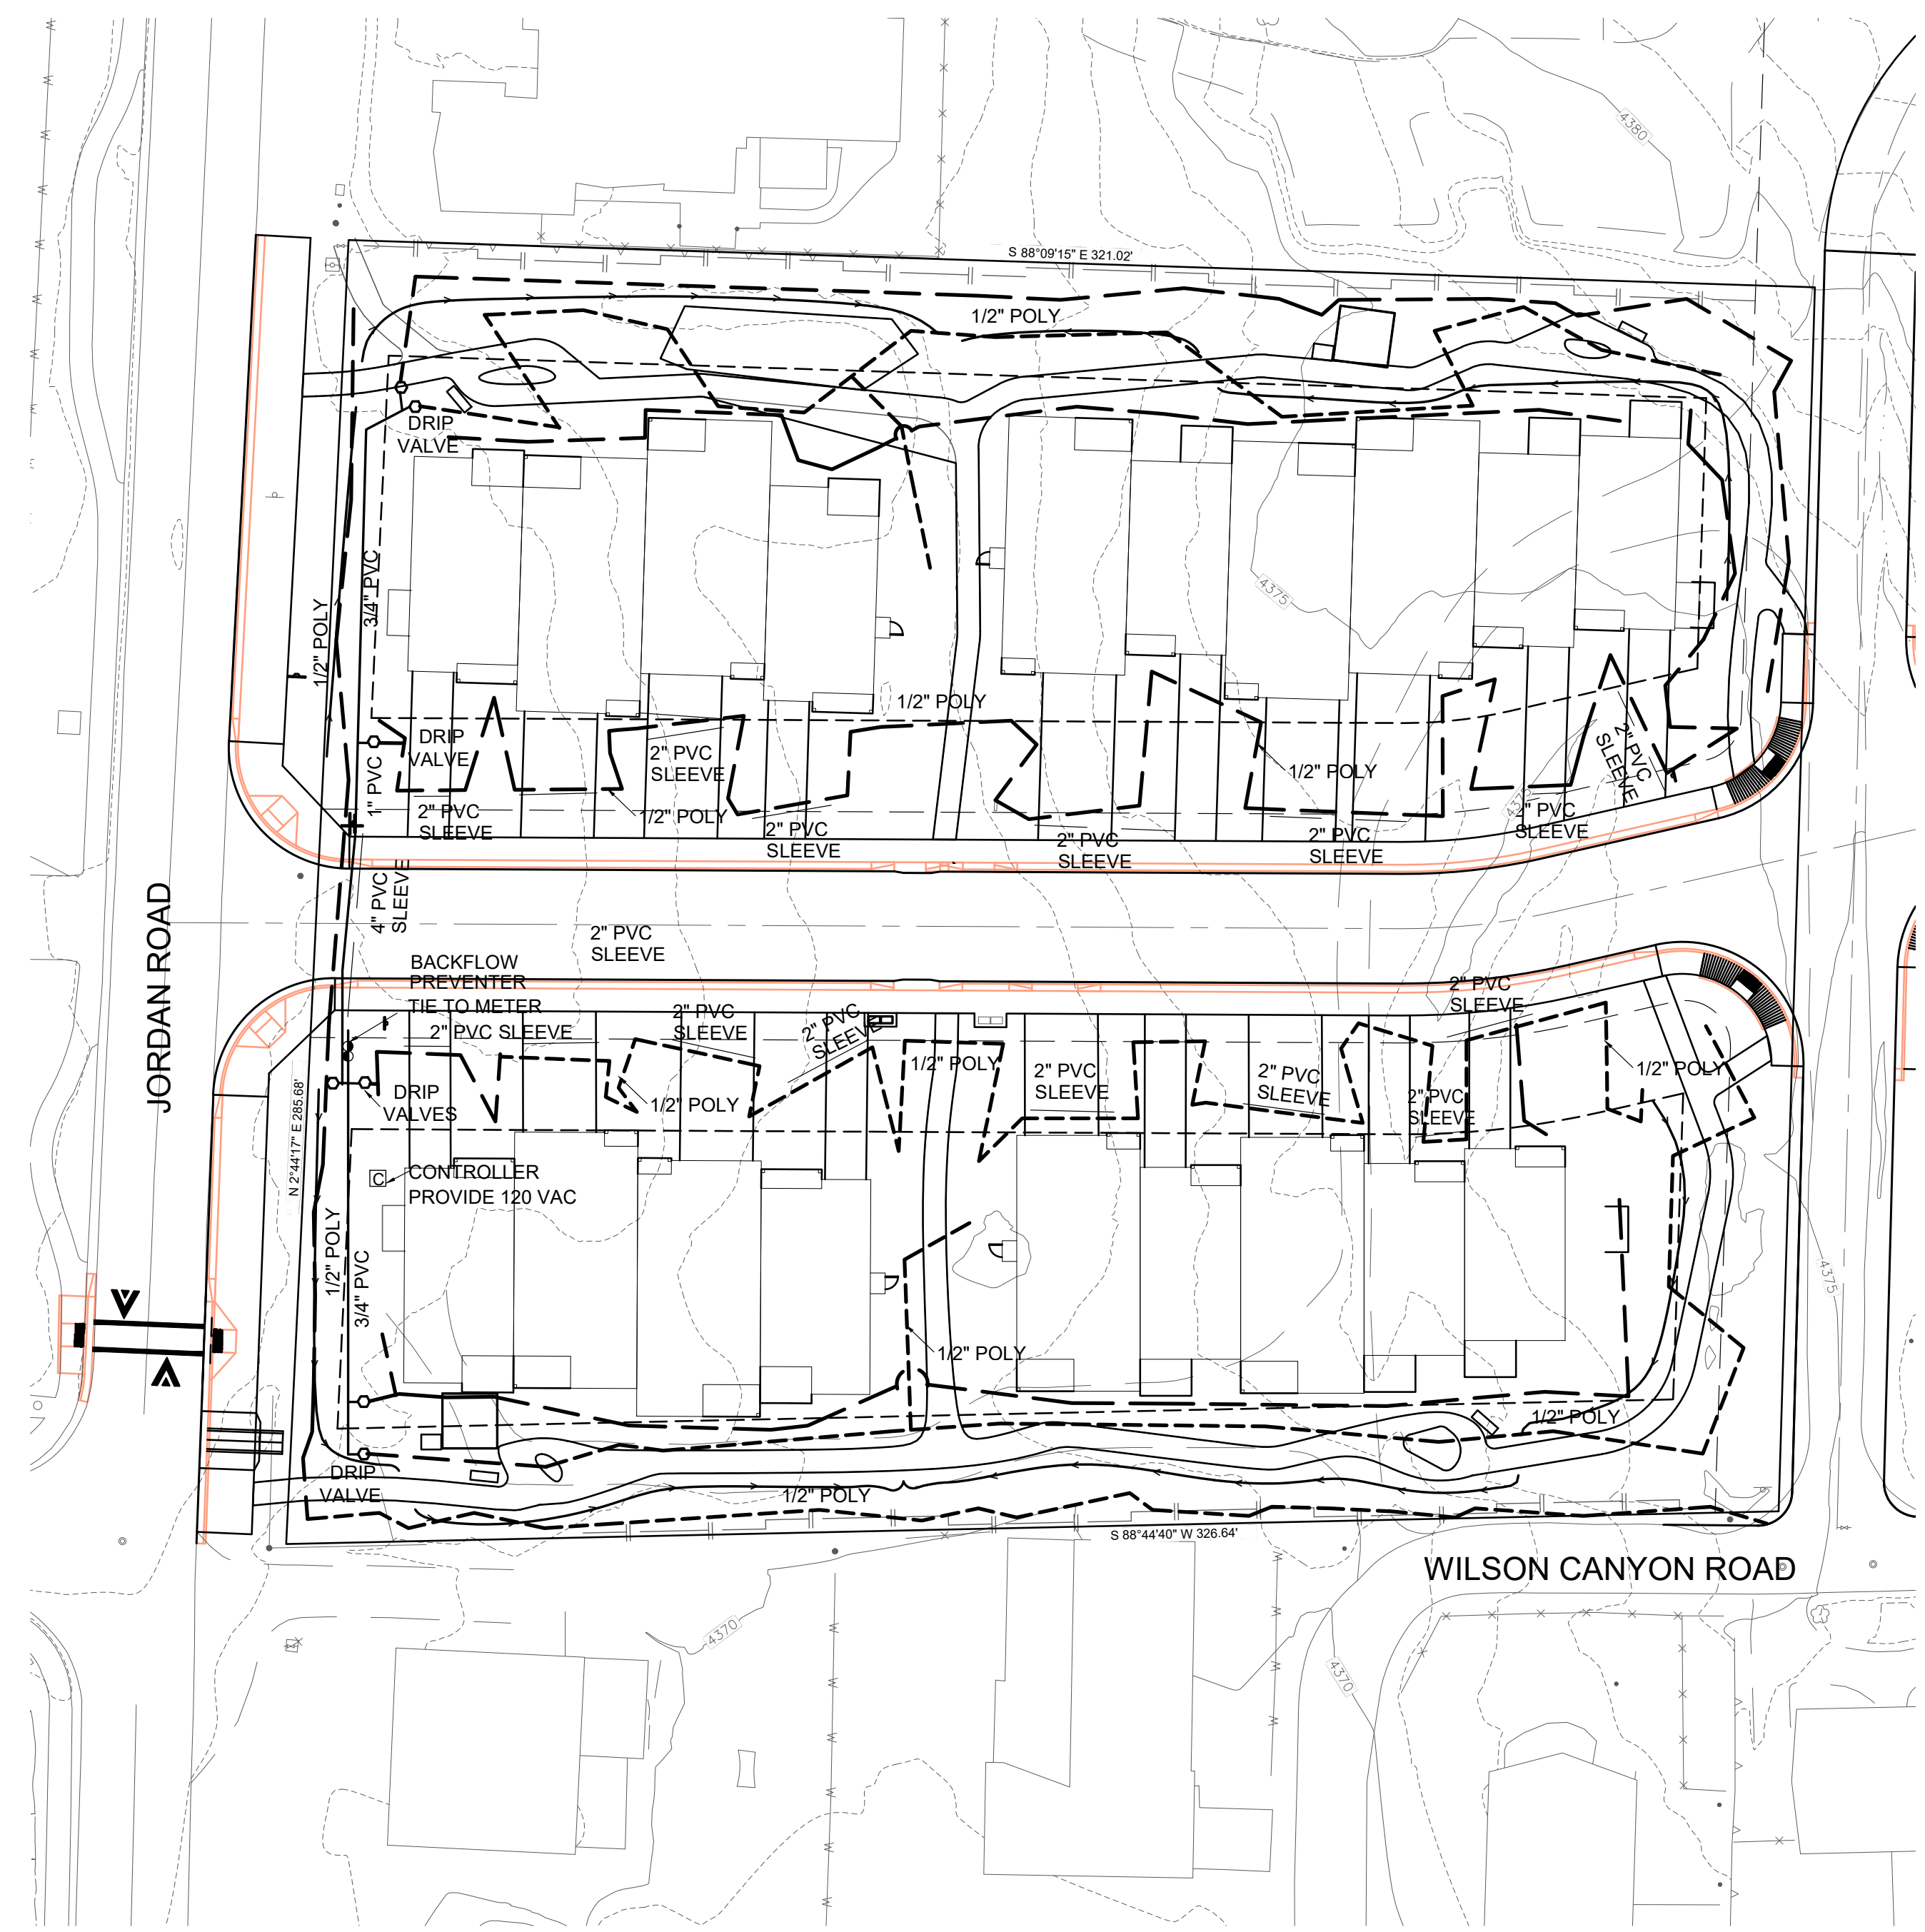 4380
S 88°09'15" E 321.02'
1/2" POLY
DRIP
VALVE
3/4" PVC
1/2" POLY
4375
1/2" POLY
DRIP
VALVE
2" PVC
SLEEVE
1/2" POLY
2" PVC
SLEEVE
1" PVC
2" PVC
SLEEVE
1/2" POLY
2" PVC
SLEEVE
2" PVC
SLEEVE
2" PVC
SLEEVE
2" PVC
SLEEVE
4" PVC
SLEEVE
JORDAN ROAD
2" PVC
SLEEVE
BACKFLOW
PREVENTER
TIE TO METER
2" PVC SLEEVE
2" PVC
SLEEVE
2" PVC
SLEEVE
2" PVC
SLEEVE
1/2" POLY
2" PVC
SLEEVE
2" PVC
SLEEVE
2" PVC
SLEEVE
1/2" POLY
DRIP
VALVES
1/2" POLY
N 2°44'17" E 285.68'
C
CONTROLLER
PROVIDE 120 VAC
1/2" POLY
3/4" PVC
4375
1/2" POLY
1/2" POLY
DRIP
VALVE
1/2" POLY
S 88°44'40" W 326.64'
WILSON CANYON ROAD
4370
4370